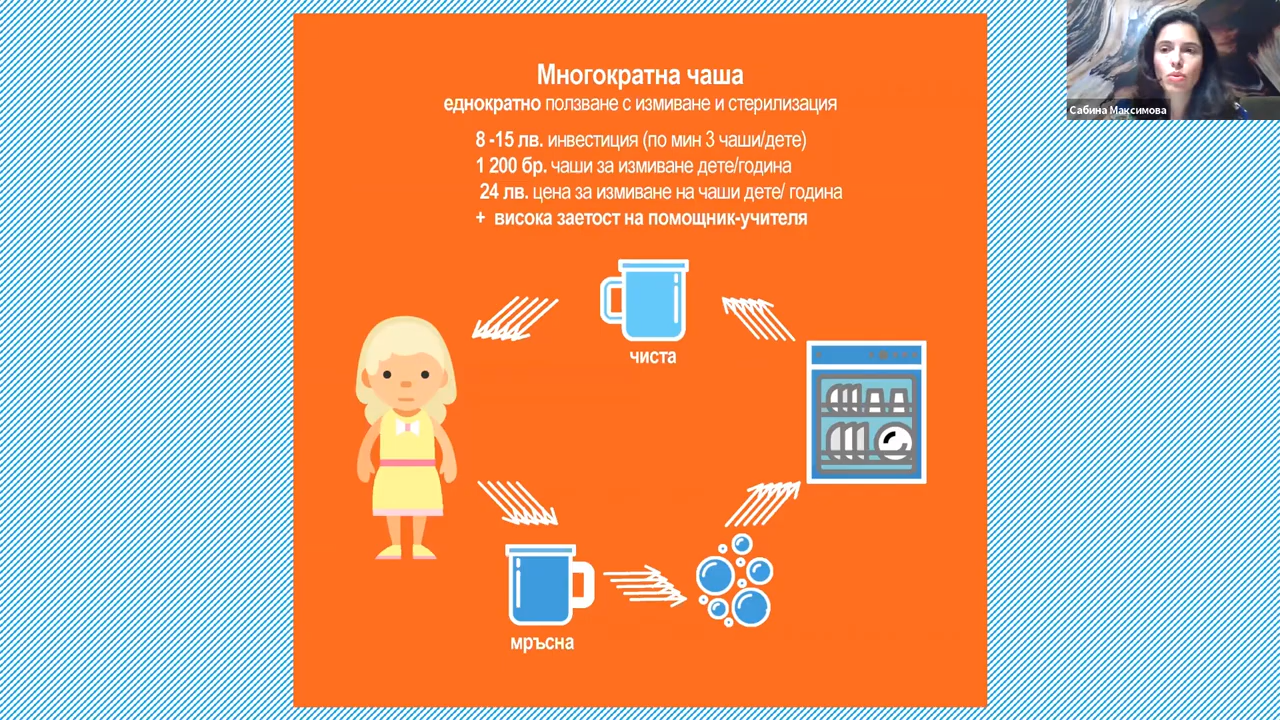 Многократна чаша
еднократно ползване с измиване и стерилизация
8 -15 лв. инвестиция (по мин 3 чаши/дете)
1 200 бр. чаши за измиване дете/година
24 лв. цена за измиване на чаши дете/ година
+ висока заетост на помощник-учителя
чиста
мръсна
Сабина Максимова